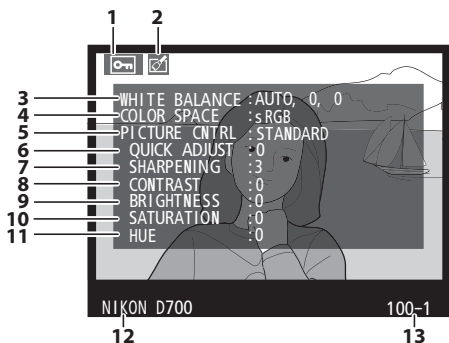 1 2
3 WHITE BALANCE :AUTO, 0, 0
4 COLOR SPACE :sRGB
5 PICTURE CNTRL :STANDARD
6 QUICK ADJUST :0
7 SHARPENING :3
8 CONTRAST :0
9 BRIGHTNESS :0
10 SATURATION :0
11 HUE :0
NIKON D700 100-1
12 13